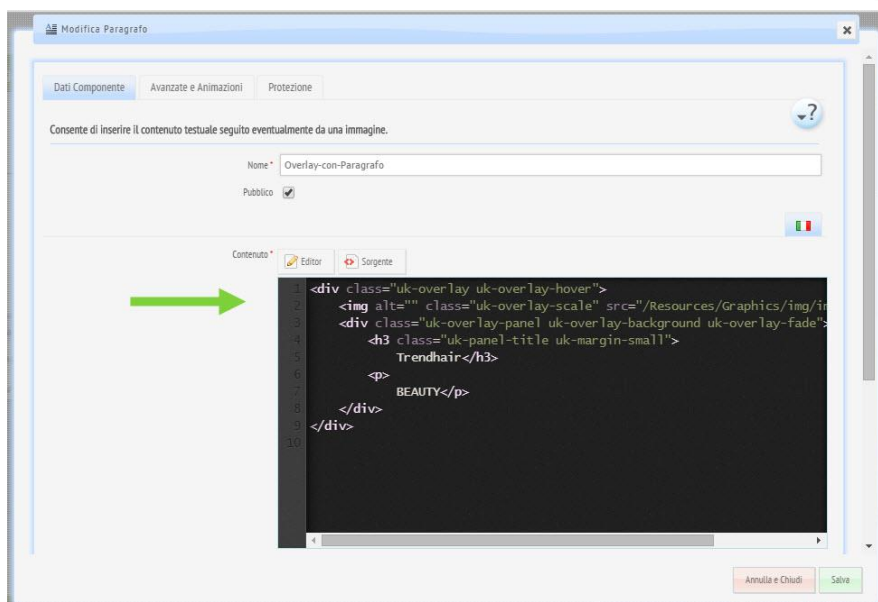 Modifica Paragrafo
Dati Componente Avanzate e Animazioni Protezione
?
Consente di inserire il contenuto testuale seguito eventualmente da una immagine.
Nome * Overlay-con-Paragrafo
Pubblico
Contenuto * Editor Sorgente
1 <div class="uk-overlay uk-overlay-hover">
2 <img alt="" class="uk-overlay-scale" src="/Resources/Graphics/img/in
3 <div class="uk-overlay-panel uk-overlay-background uk-overlay-fade">
4 <h3 class="uk-panel-title uk-margin-small">
5 Trendhair</h3>
6 <p>
7 BEAUTY</p>
8 </div>
9 </div>
10
Annulla e Chiudi Salva